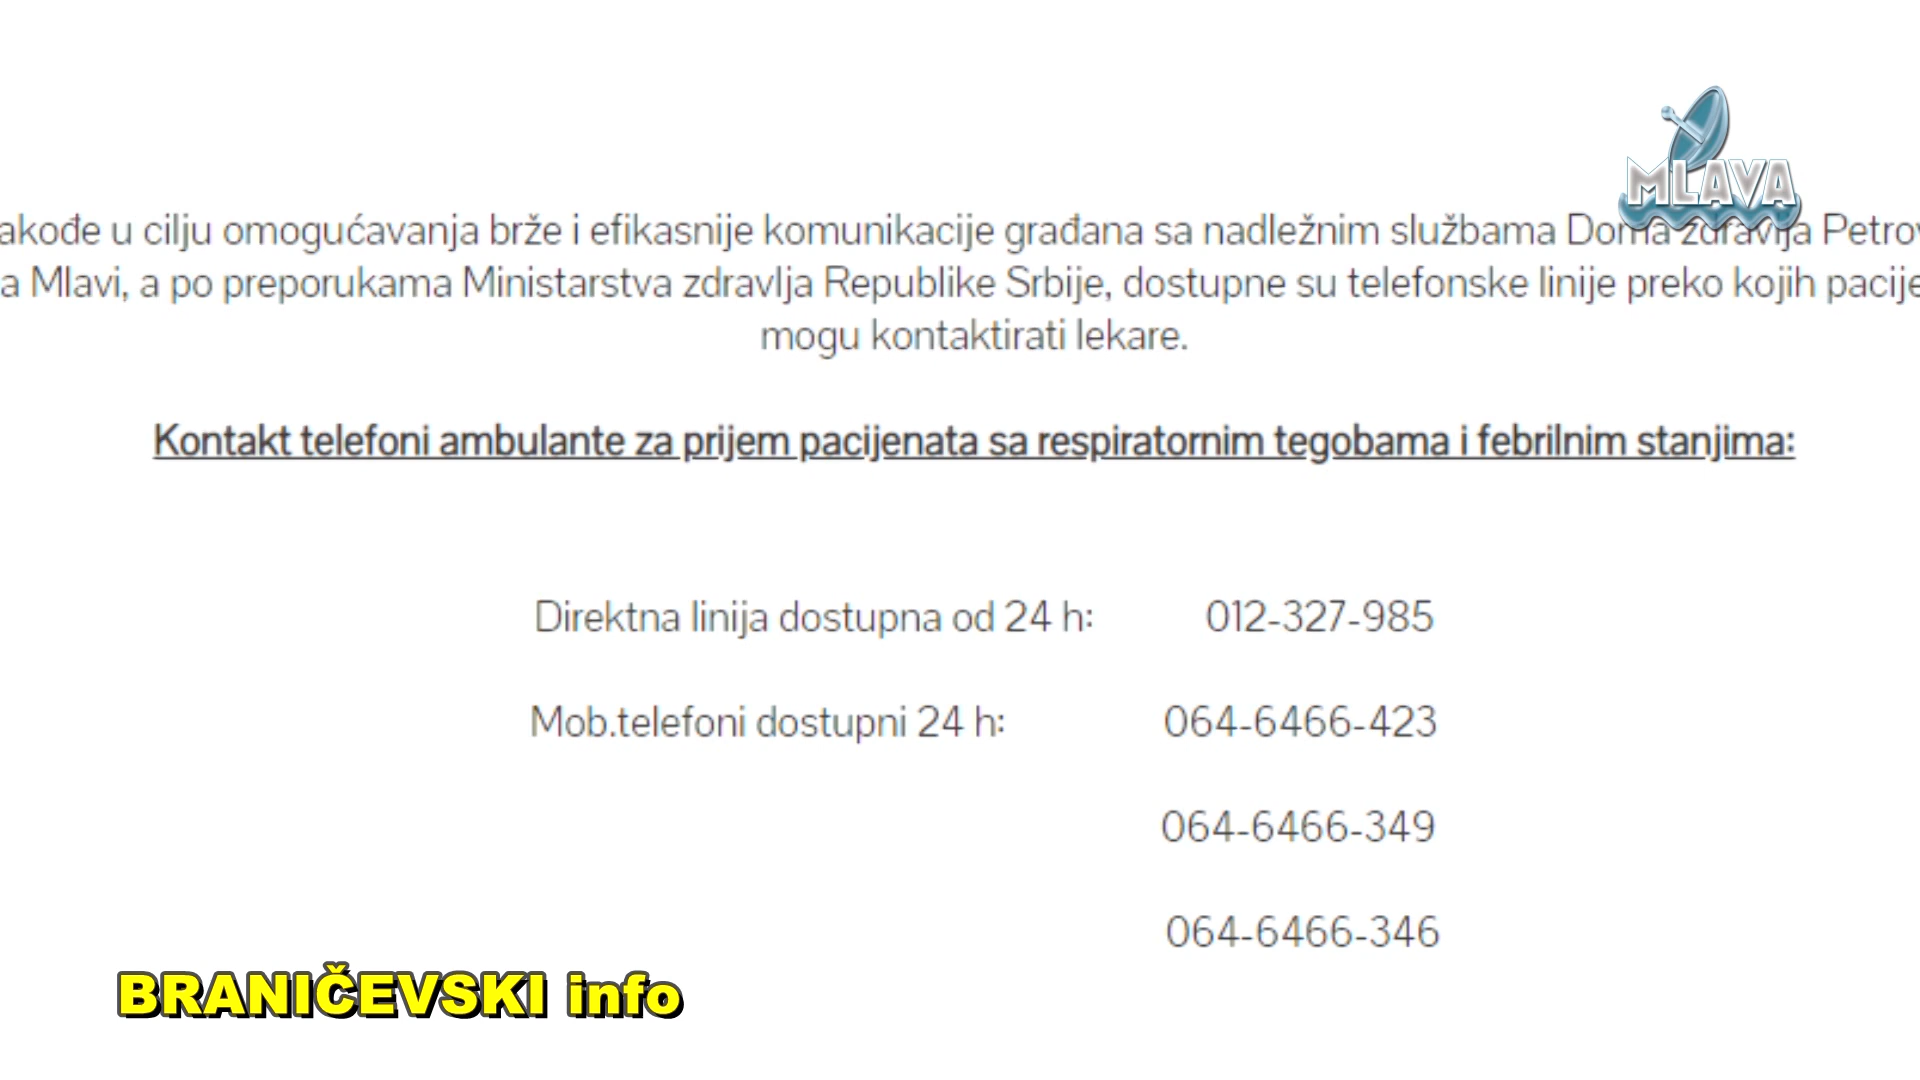 MLAVA
akođe u cilju omogućavanja brže i efikasnije komunikacije građana sa nadležnim službama Doma zdravlja Petrov
a Mlavi, a po preporukama Ministarstva zdravlja Republike Srbije, dostupne su telefonske linije preko kojih pacije
mogu kontaktirati lekare.
Kontakt telefoni ambulante za prijem pacijenata sa respiratornim tegobama i febrilnim stanjima:
Direktna linija dostupna od 24 h: 012-327-985
Mob.telefoni dostupni 24 h: 064-6466-423
064-6466-349
064-6466-346
BRANIČEVSKI info